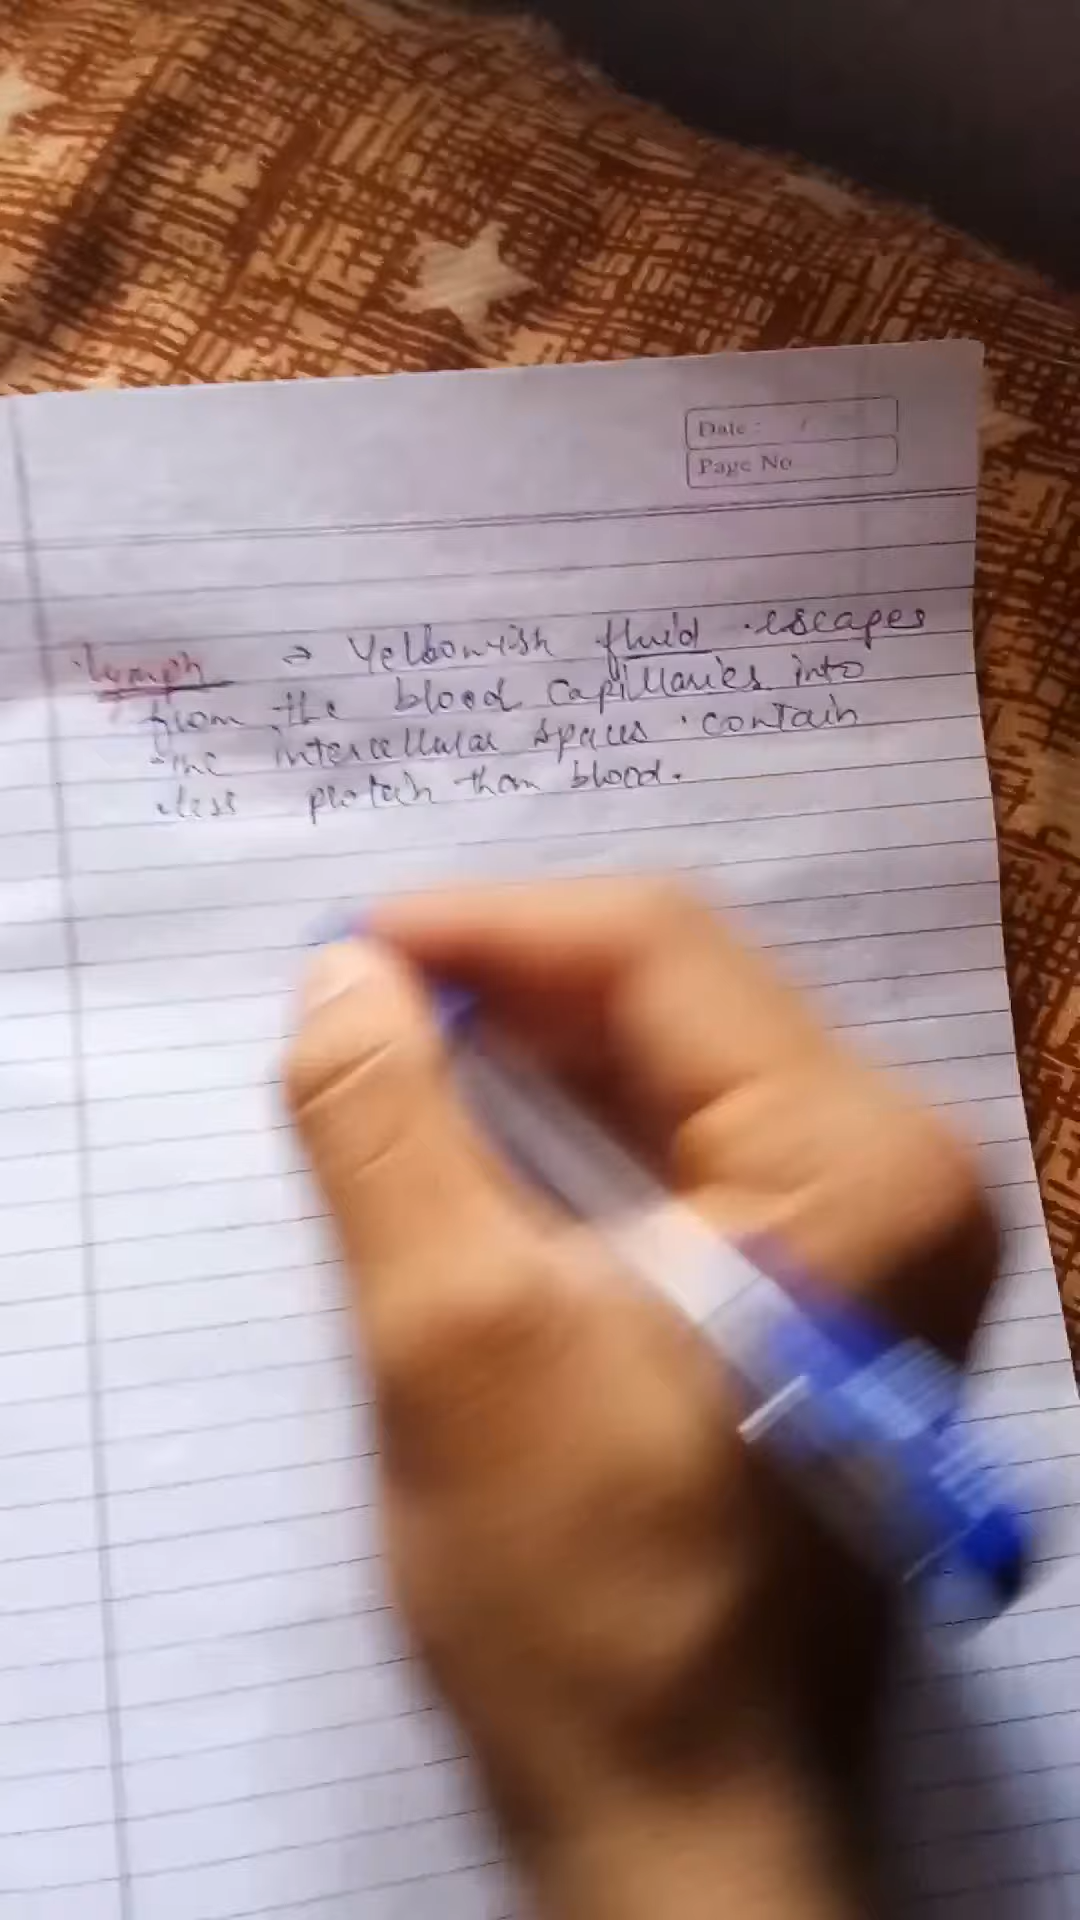 Date :
Page No
Lymph → Yellowish fluid escapes
from the blood capillaries into
the intercellular spaces . contain
less protein than blood.